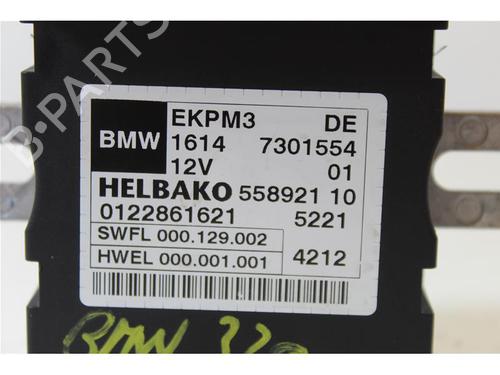 B-PARTS
EKPM3 DE
BMW 1614 7301554
12V 01
HELBAKO 558921 10
0122861621 5221
SWFL 000.129.002
HWEL 000.001.001 4212
BMW